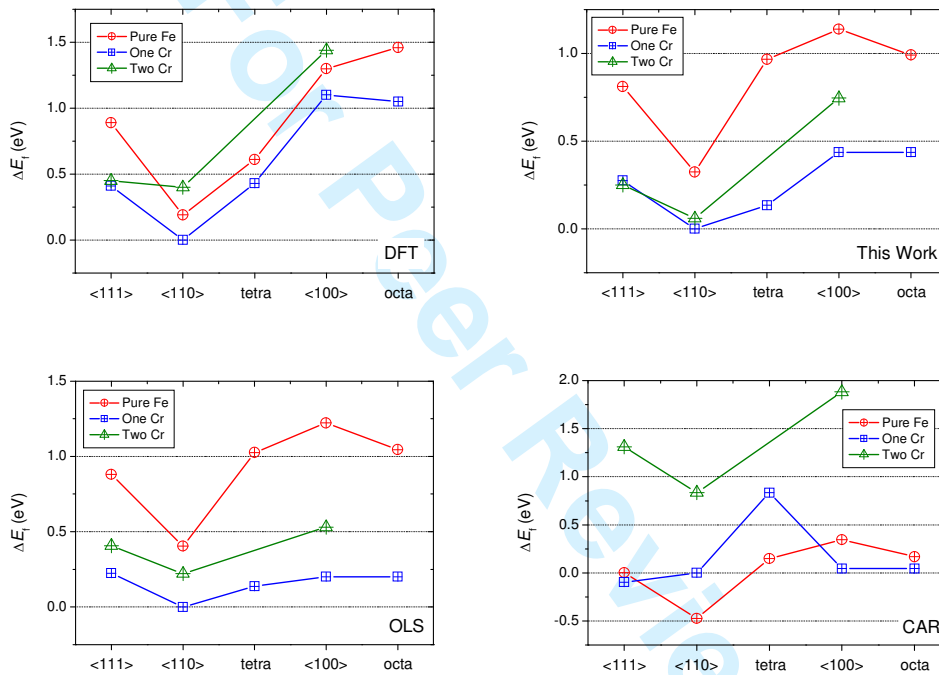 1.5
1.0
0.5
0.0
ΔE_f (eV)
Pure Fe
One Cr
Two Cr
DFT
<111>
<110>
tetra
<100>
octa
1.0
0.5
0.0
ΔE_f (eV)
Pure Fe
One Cr
Two Cr
This Work
<111>
<110>
tetra
<100>
octa
1.5
1.0
0.5
0.0
ΔE_f (eV)
Pure Fe
One Cr
Two Cr
OLS
<111>
<110>
tetra
<100>
octa
2.0
1.5
1.0
0.5
0.0
-0.5
ΔE_f (eV)
Pure Fe
One Cr
Two Cr
CAR
<111>
<110>
tetra
<100>
octa
For Peer Revie